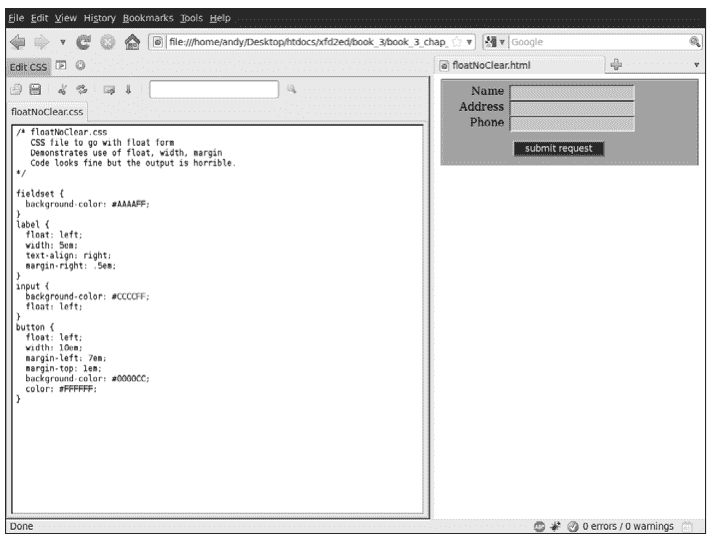 File Edit View History Bookmarks Tools Help
file:///home/andy/Desktop/htdocs/xfd2ed/book_3/book_3_chap_
Google
Edit CSS
floatNoClear.html
floatNoClear.css
/* floatNoClear.css
CSS file to go with float form
Demonstrates use of float, width, margin
Code looks fine but the output is horrible.
*/
fieldset {
background-color: #AAAAFF;
}
label {
float: left;
width: 5em;
text-align: right;
margin-right: .5em;
}
input {
background-color: #CCCCFF;
float: left;
}
button {
float: left;
width: 10em;
margin-left: 7em;
margin-top: 1em;
background-color: #0000CC;
color: #FFFFFF;
}
Name
Address
Phone
submit request
Done
ABP
0 errors / 0 warnings